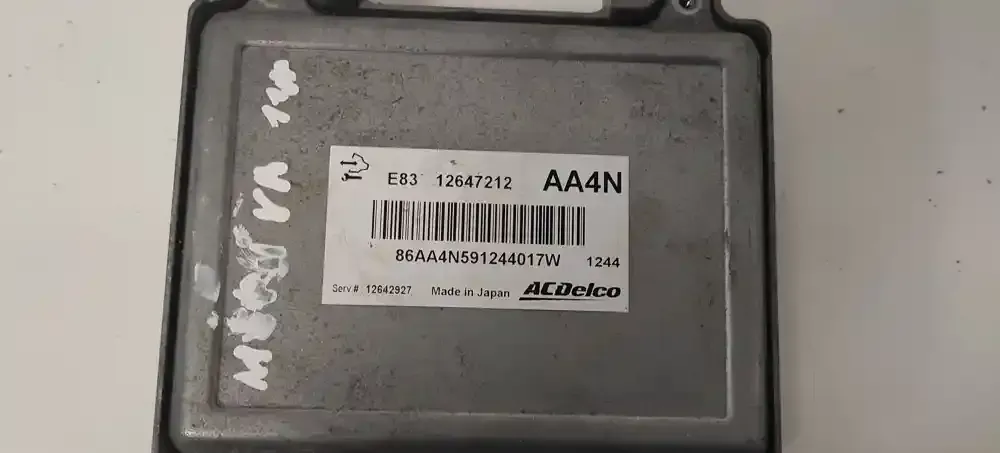 E83 12647212 AA4N
86AA4N591244017W 1244
Serv.# 12642927 Made in Japan ACDelco